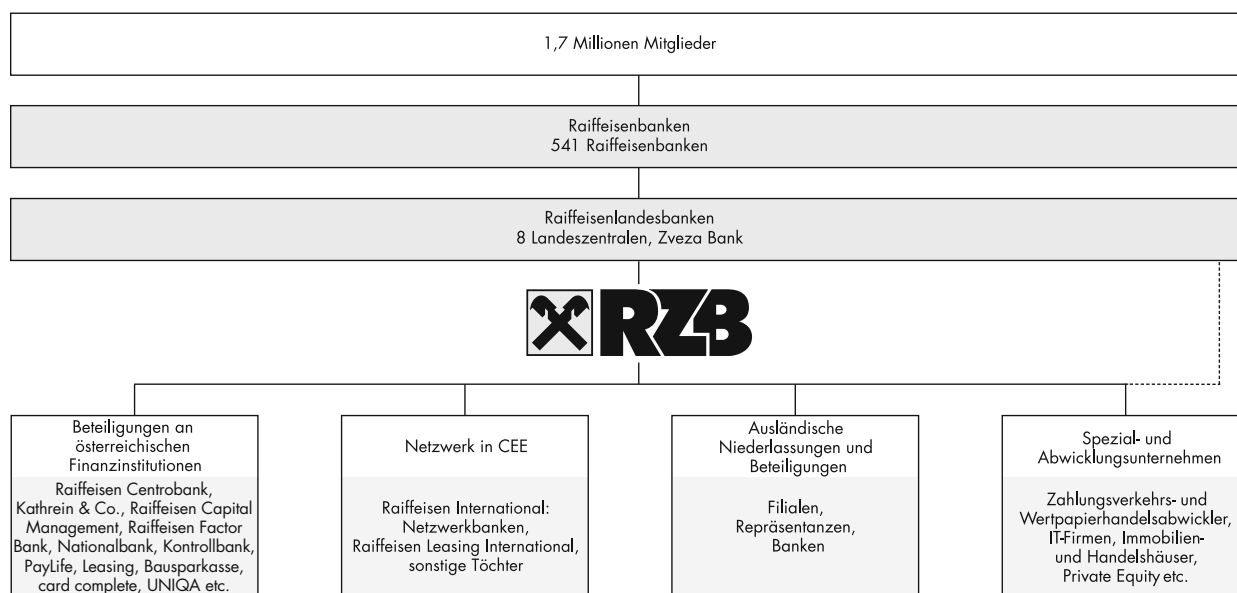 1,7 Millionen Mitglieder
Raiffeisenbanken
541 Raiffeisenbanken
Raiffeisenlandesbanken
8 Landeszentralen, Zveza Bank
RZB
Beteiligungen an
österreichischen
Finanzinstitutionen
Raiffeisen Centrobank,
Kathrein & Co., Raiffeisen Capital
Management, Raiffeisen Factor
Bank, Nationalbank, Kontrollbank,
PayLife, Leasing, Bausparkasse,
card complete, UNIQA etc.
Netzwerk in CEE
Raiffeisen International:
Netzwerkbanken,
Raiffeisen Leasing International,
sonstige Töchter
Ausländische
Niederlassungen und
Beteiligungen
Filialen,
Repräsentanzen,
Banken
Spezial- und
Abwicklungsunternehmen
Zahlungsverkehrs- und
Wertpapierhandelsabwickler,
IT-Firmen, Immobilien-
und Handelshäuser,
Private Equity etc.